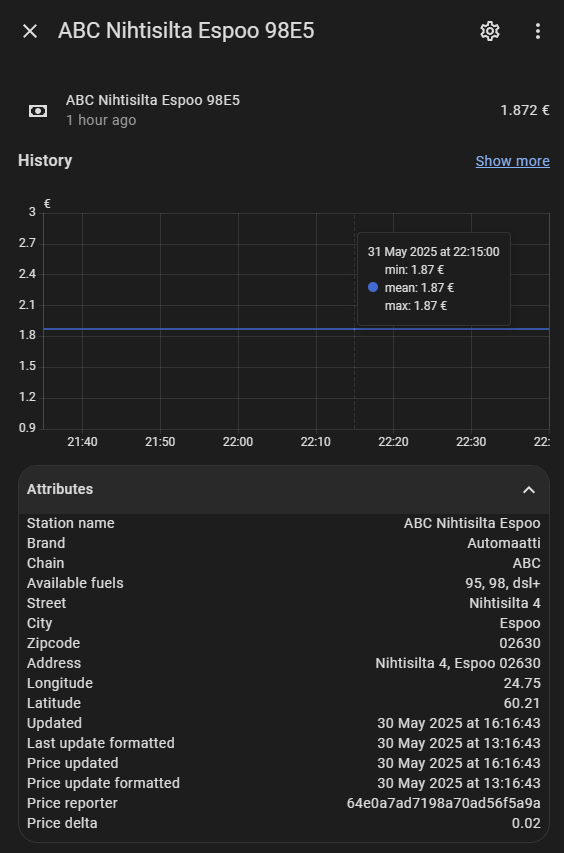 ABC Nihtisilta Espoo 98E5
ABC Nihtisilta Espoo 98E5
1 hour ago
1.872 €
History
Show more
€
3
2.7
2.4
2.1
1.8
1.5
1.2
0.9
31 May 2025 at 22:15:00
min: 1.87 €
mean: 1.87 €
max: 1.87 €
21:40 21:50 22:00 22:10 22:20 22:30 22:
Attributes
Station name ABC Nihtisilta Espoo
Brand Automaatti
Chain ABC
Available fuels 95, 98, dsl+
Street Nihtisilta 4
City Espoo
Zipcode 02630
Address Nihtisilta 4, Espoo 02630
Longitude 24.75
Latitude 60.21
Updated 30 May 2025 at 16:16:43
Last update formatted 30 May 2025 at 13:16:43
Price updated 30 May 2025 at 16:16:43
Price update formatted 30 May 2025 at 13:16:43
Price reporter 64e0a7ad7198a70ad56f5a9a
Price delta 0.02